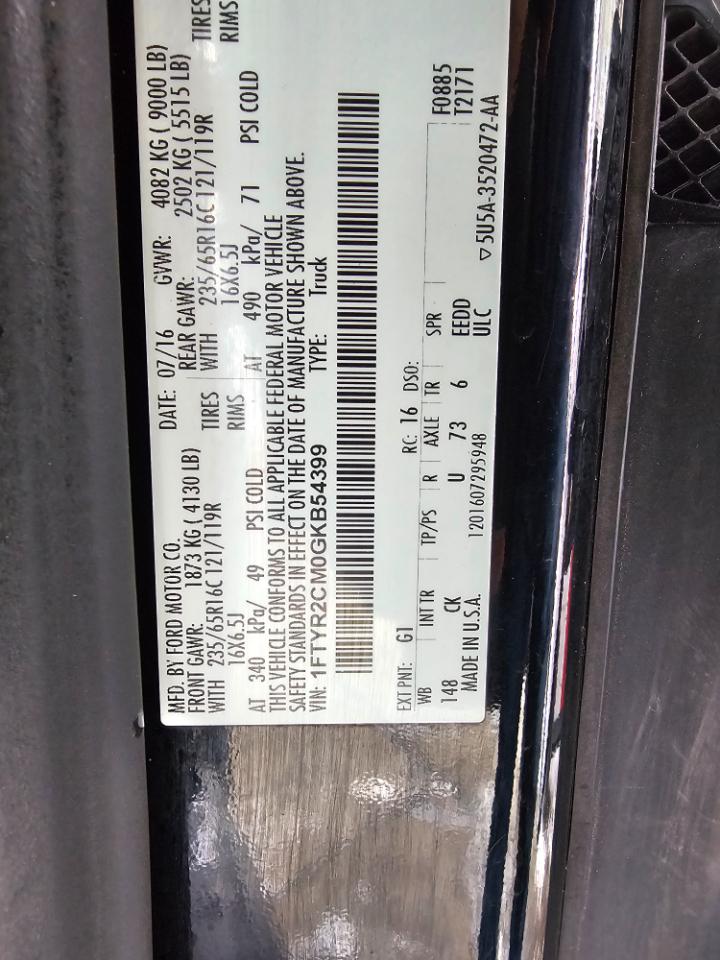 MFD. BY FORD MOTOR CO.
DATE: 07/16 GVWR: 4082 KG ( 9000 LB)
FRONT GAWR: 1873 KG ( 4130 LB) REAR GAWR: 2502 KG ( 5515 LB)
WITH 235/65R16C 121/119R TIRES WITH 235/65R16C 121/119R TIRES
16X6.5J RIMS 16X6.5J RIMS
AT 340 kPa/ 49 PSI COLD AT 490 kPa/ 71 PSI COLD
THIS VEHICLE CONFORMS TO ALL APPLICABLE FEDERAL MOTOR VEHICLE
SAFETY STANDARDS IN EFFECT ON THE DATE OF MANUFACTURE SHOWN ABOVE.
VIN: 1FTYR2CM0GKB54399 TYPE: Truck
EXT PNT: G1 RC: 16 DSO: F0885
T2171
WB INT TR TP/PS R AXLE TR SPR
148 CK U 73 6 EEDD
ULC
MADE IN U.S.A. 1201607295948 ▽5U5A-3520472-AA